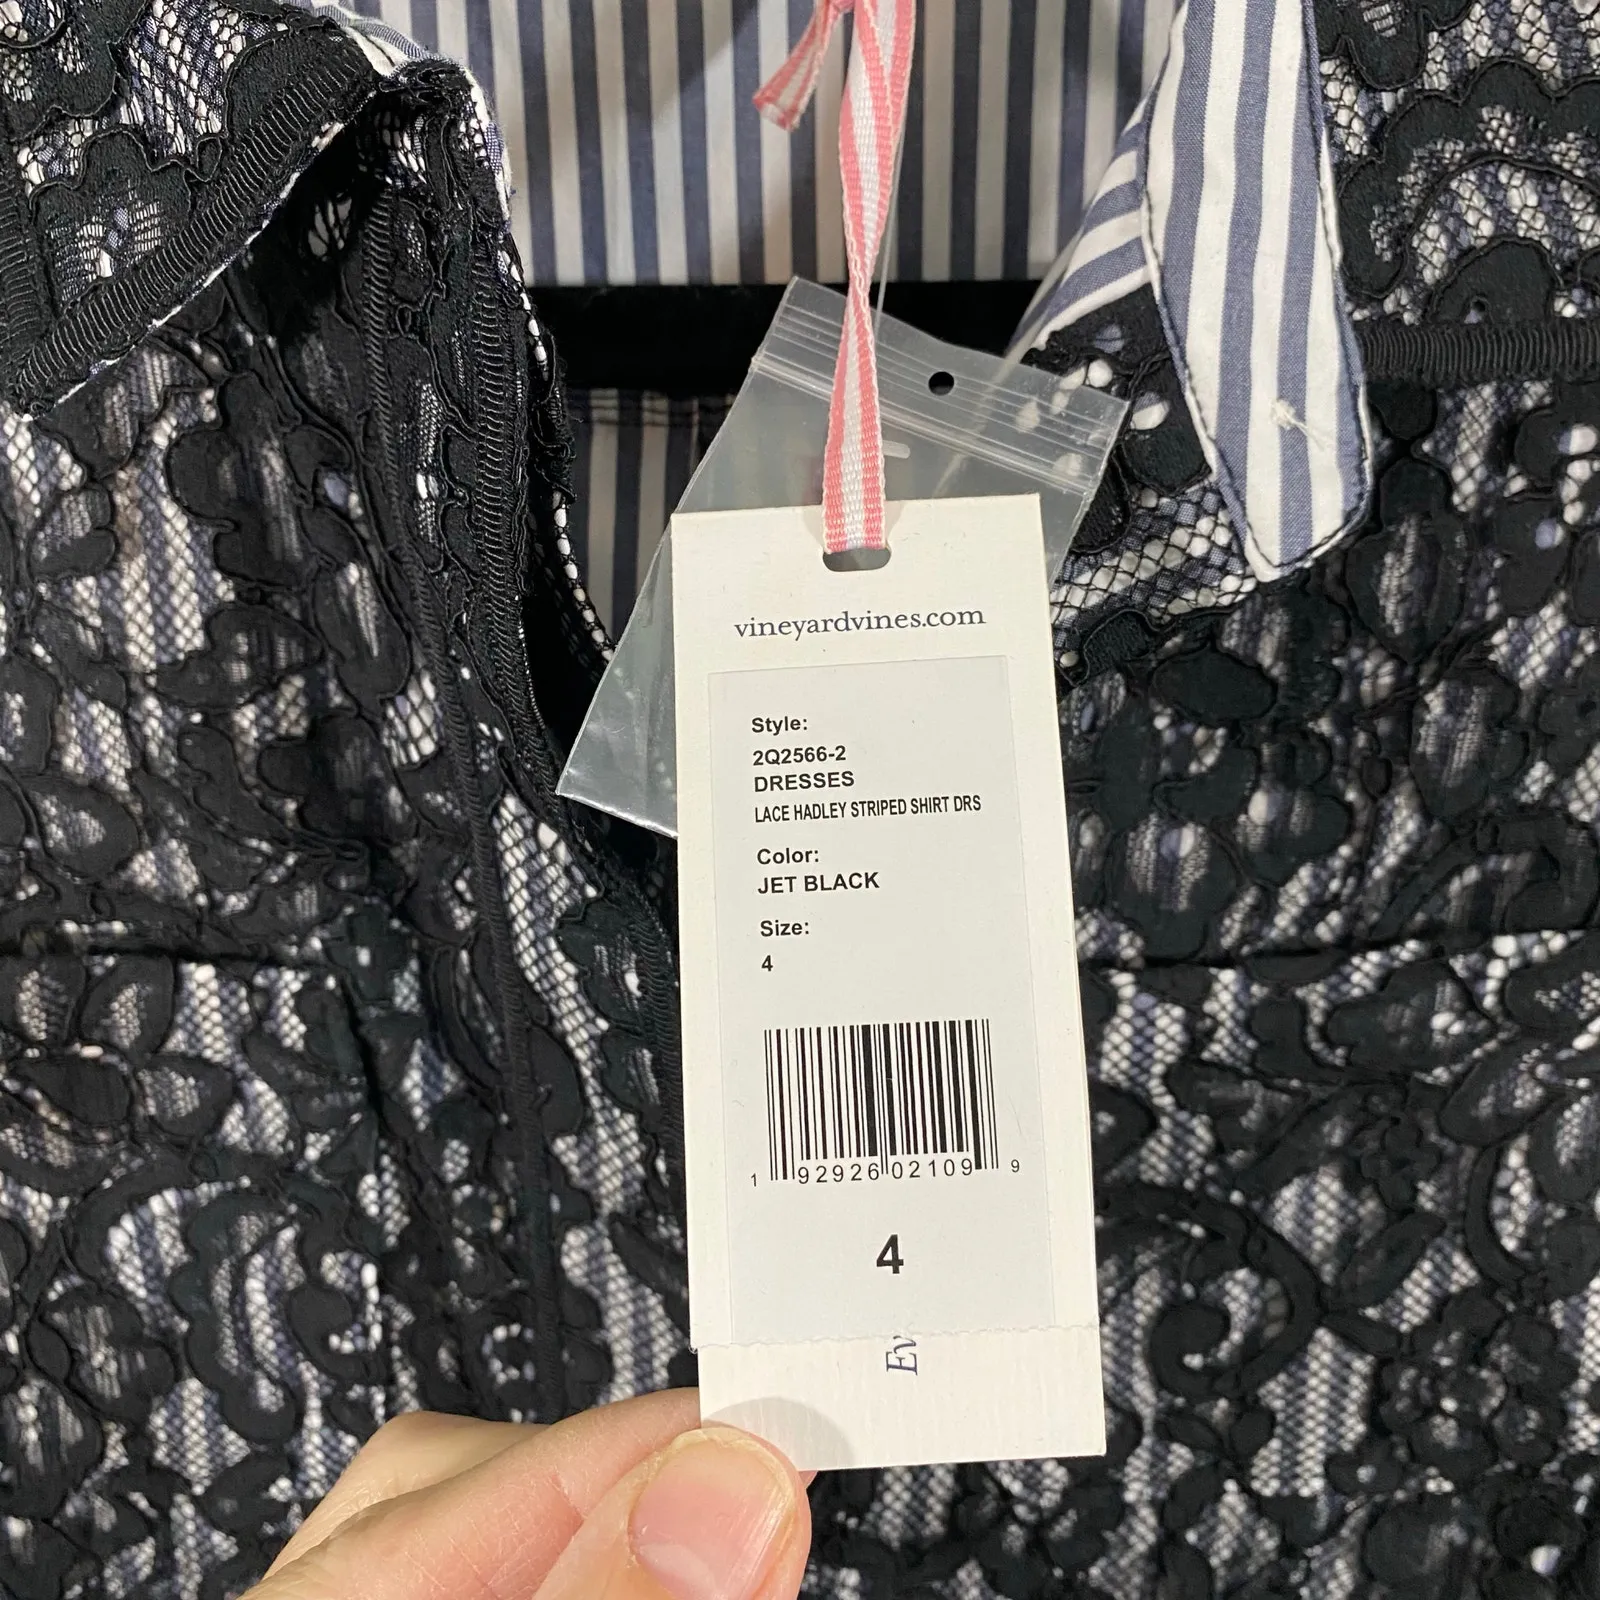 vineyardvines.com
Style:
2Q2566-2
DRESSES
LACE HADLEY STRIPED SHIRT DRS
Color:
JET BLACK
Size:
4
1 92926 02109 9
4
Ev